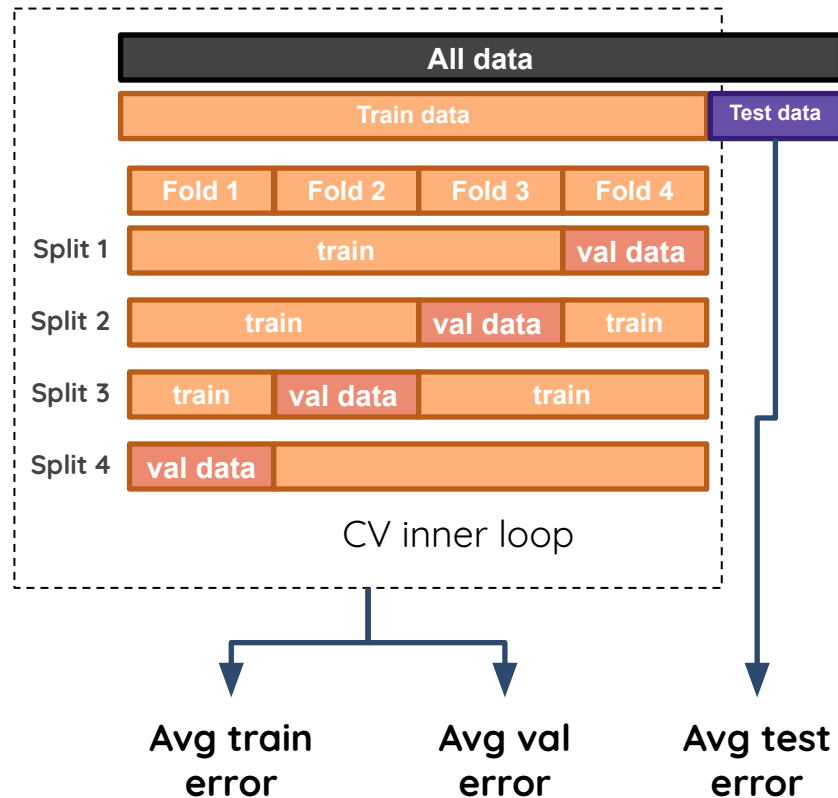 All data
Train data Test data
Fold 1 Fold 2 Fold 3 Fold 4
Split 1 train val data
Split 2 train val data train
Split 3 train val data train
Split 4 val data
CV inner loop
Avg train error
Avg val error
Avg test error